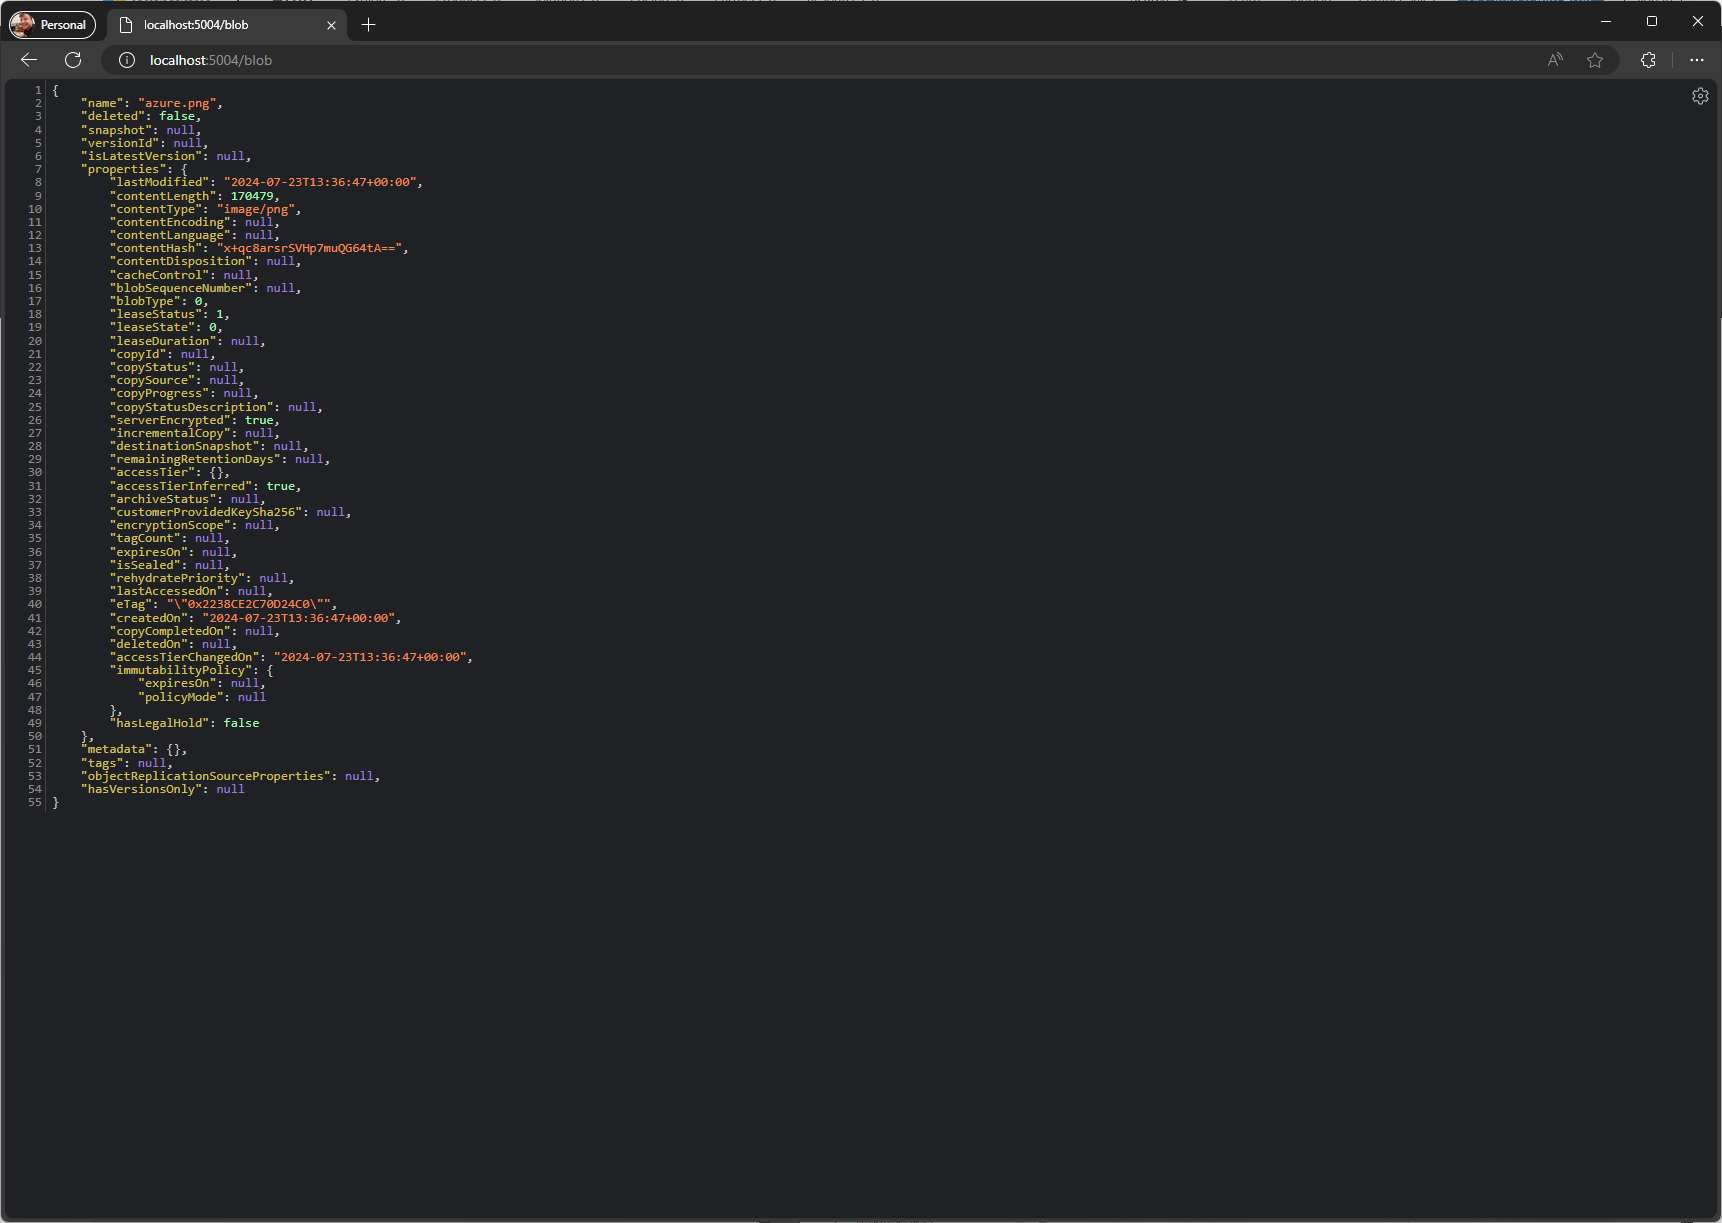 Personal
localhost:5004/blob
localhost:5004/blob
1 {
2 "name": "azure.png",
3 "deleted": false,
4 "snapshot": null,
5 "versionId": null,
6 "isLatestVersion": null,
7 "properties": {
8 "lastModified": "2024-07-23T13:36:47+00:00",
9 "contentLength": 170479,
10 "contentType": "image/png",
11 "contentEncoding": null,
12 "contentLanguage": null,
13 "contentHash": "x+qc8arsrSVHp7muQG64tA==",
14 "contentDisposition": null,
15 "cacheControl": null,
16 "blobSequenceNumber": null,
17 "blobType": 0,
18 "leaseStatus": 1,
19 "leaseState": 0,
20 "leaseDuration": null,
21 "copyId": null,
22 "copyStatus": null,
23 "copySource": null,
24 "copyProgress": null,
25 "copyStatusDescription": null,
26 "serverEncrypted": true,
27 "incrementalCopy": null,
28 "destinationSnapshot": null,
29 "remainingRetentionDays": null,
30 "accessTier": {},
31 "accessTierInferred": true,
32 "archiveStatus": null,
33 "customerProvidedKeySha256": null,
34 "encryptionScope": null,
35 "tagCount": null,
36 "expiresOn": null,
37 "isSealed": null,
38 "rehydratePriority": null,
39 "lastAccessedOn": null,
40 "eTag": "\"0x2238CE2C70D24C0\"",
41 "createdOn": "2024-07-23T13:36:47+00:00",
42 "copyCompletedOn": null,
43 "deletedOn": null,
44 "accessTierChangedOn": "2024-07-23T13:36:47+00:00",
45 "immutabilityPolicy": {
46 "expiresOn": null,
47 "policyMode": null
48 },
49 "hasLegalHold": false
50 },
51 "metadata": {},
52 "tags": null,
53 "objectReplicationSourceProperties": null,
54 "hasVersionsOnly": null
55 }